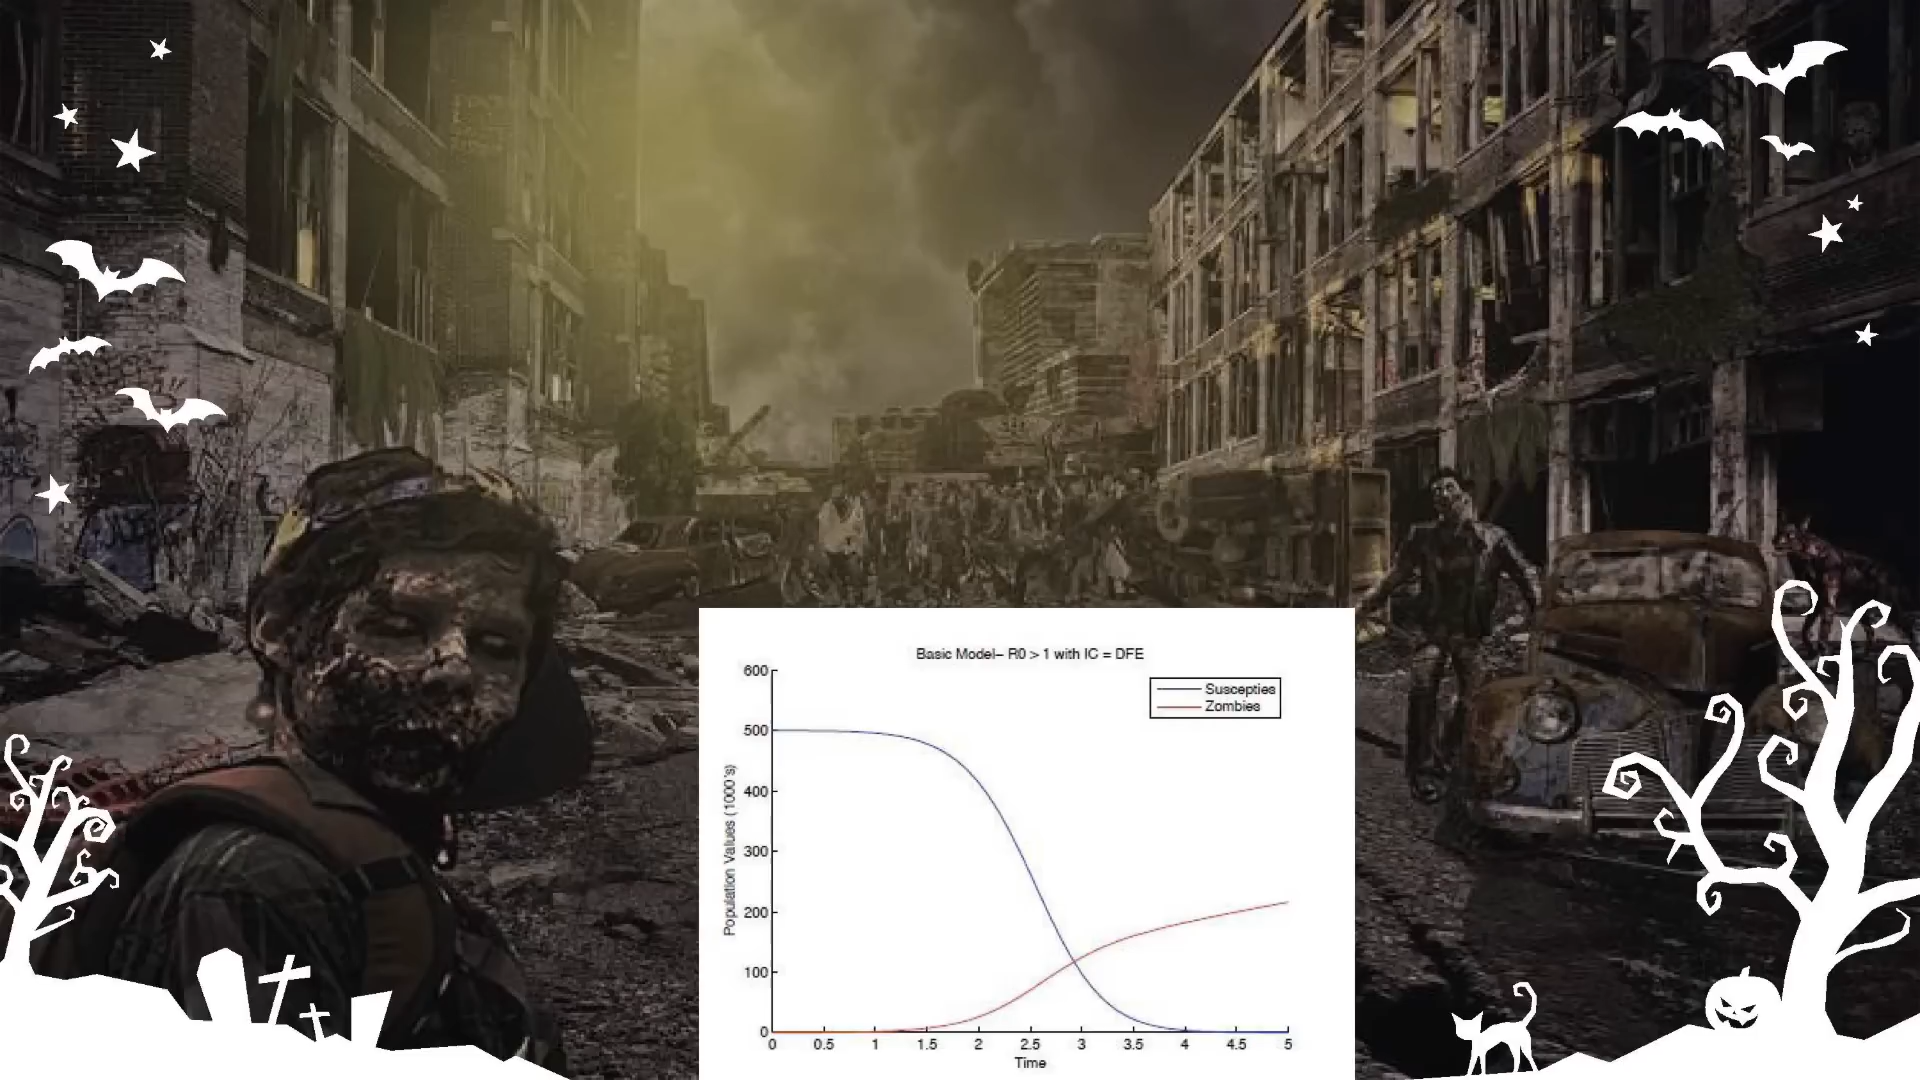 Basic Model– R0 > 1 with IC = DFE
Suscepties
Zombies
600
500
400
300
200
100
0
Population Values (1000's)
0 0.5 1 1.5 2 2.5 3 3.5 4 4.5 5
Time